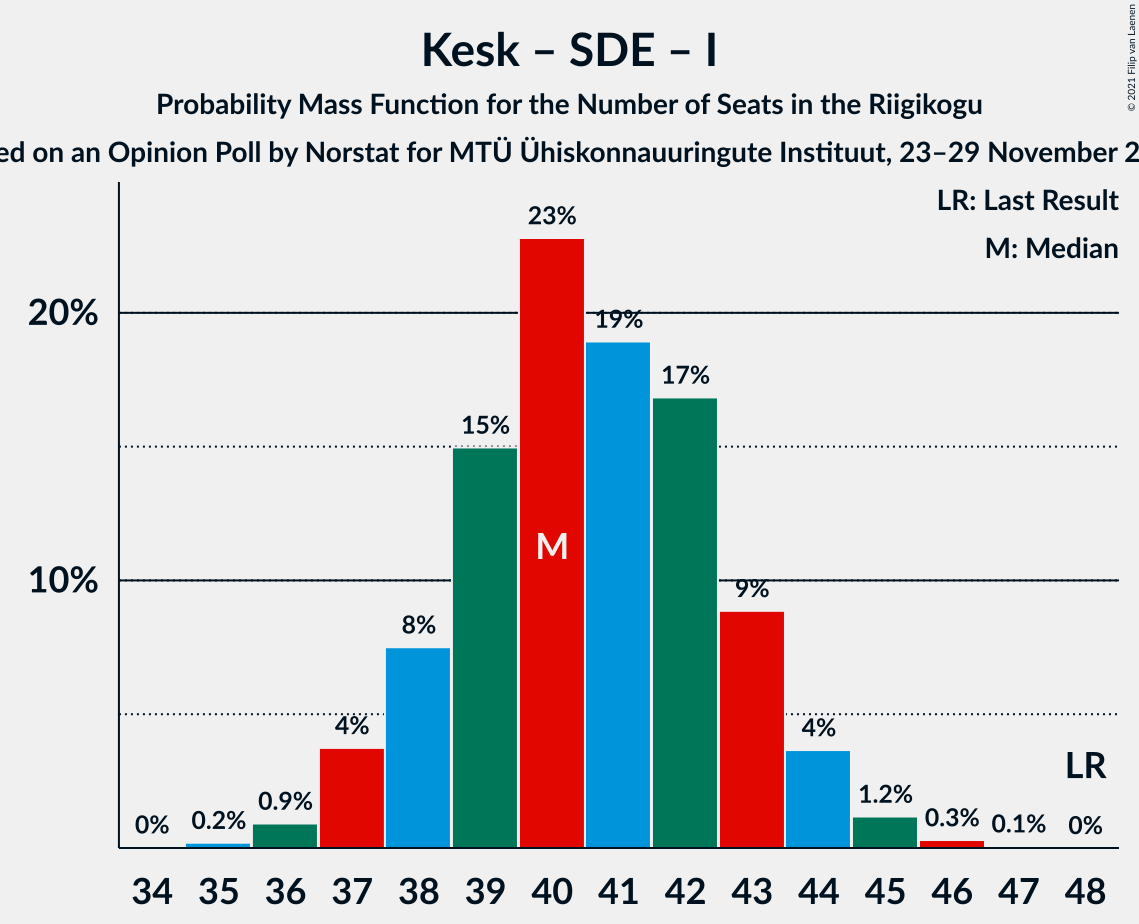 Kesk – SDE – I
Probability Mass Function for the Number of Seats in the Riigikogu
ed on an Opinion Poll by Norstat for MTÜ Ühiskonnauuringute Instituut, 23–29 November 2
© 2021 Filip van Laenen
LR: Last Result
M: Median
23%
20%
19%
17%
15%
M
10%
9%
8%
4%
4%
LR
1.2%
0.9%
0.3%
0.2%
0.1%
0%
0%
34 35 36 37 38 39 40 41 42 43 44 45 46 47 48